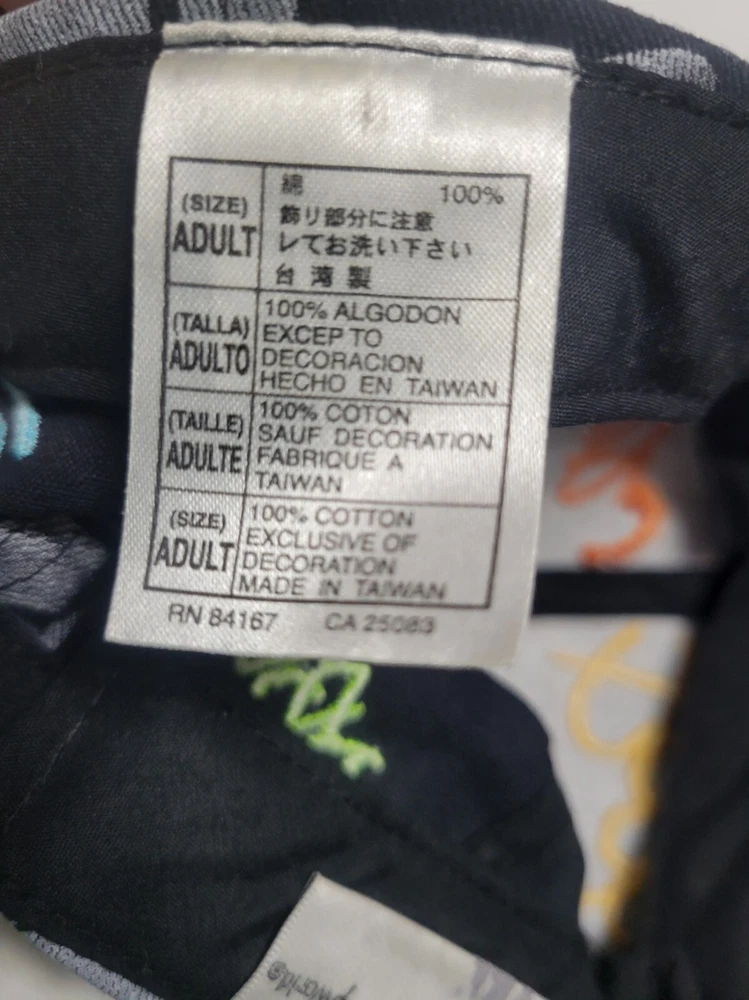 (SIZE)
ADULT
綿 100%
飾り部分に注意
レてお洗い下さい
台湾製
(TALLA)
ADULTO
100% ALGODON
EXCEP TO
DECORACION
HECHO EN TAIWAN
(TAILLE)
ADULTE
100% COTON
SAUF DECORATION
FABRIQUE A
TAIWAN
(SIZE)
ADULT
100% COTTON
EXCLUSIVE OF
DECORATION
MADE IN TAIWAN
RN 84167 CA 25083